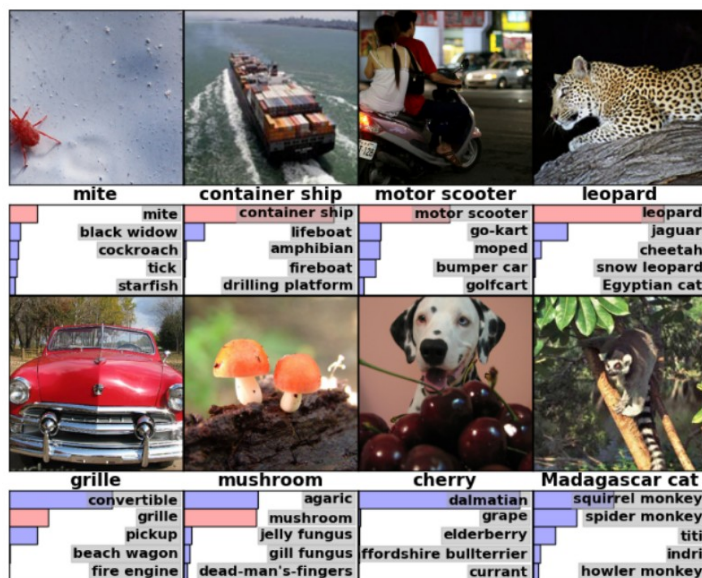 mite
container ship
motor scooter
leopard
mite
black widow
cockroach
tick
starfish
container ship
lifeboat
amphibian
fireboat
drilling platform
motor scooter
go-kart
moped
bumper car
golfcart
leopard
jaguar
cheetah
snow leopard
Egyptian cat
grille
mushroom
cherry
Madagascar cat
convertible
grille
pickup
beach wagon
fire engine
agaric
mushroom
jelly fungus
gill fungus
dead-man's-fingers
dalmatian
grape
elderberry
ffordshire bullterrier
currant
squirrel monkey
spider monkey
titi
indri
howler monkey